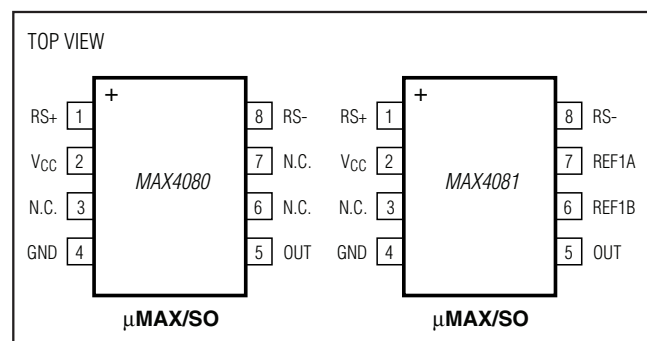 TOP VIEW
+
RS+ 1 8 RS-
VCC 2 7 N.C.
MAX4080
N.C. 3 6 N.C.
GND 4 5 OUT
µMAX/SO
+
RS+ 1 8 RS-
VCC 2 7 REF1A
MAX4081
N.C. 3 6 REF1B
GND 4 5 OUT
µMAX/SO